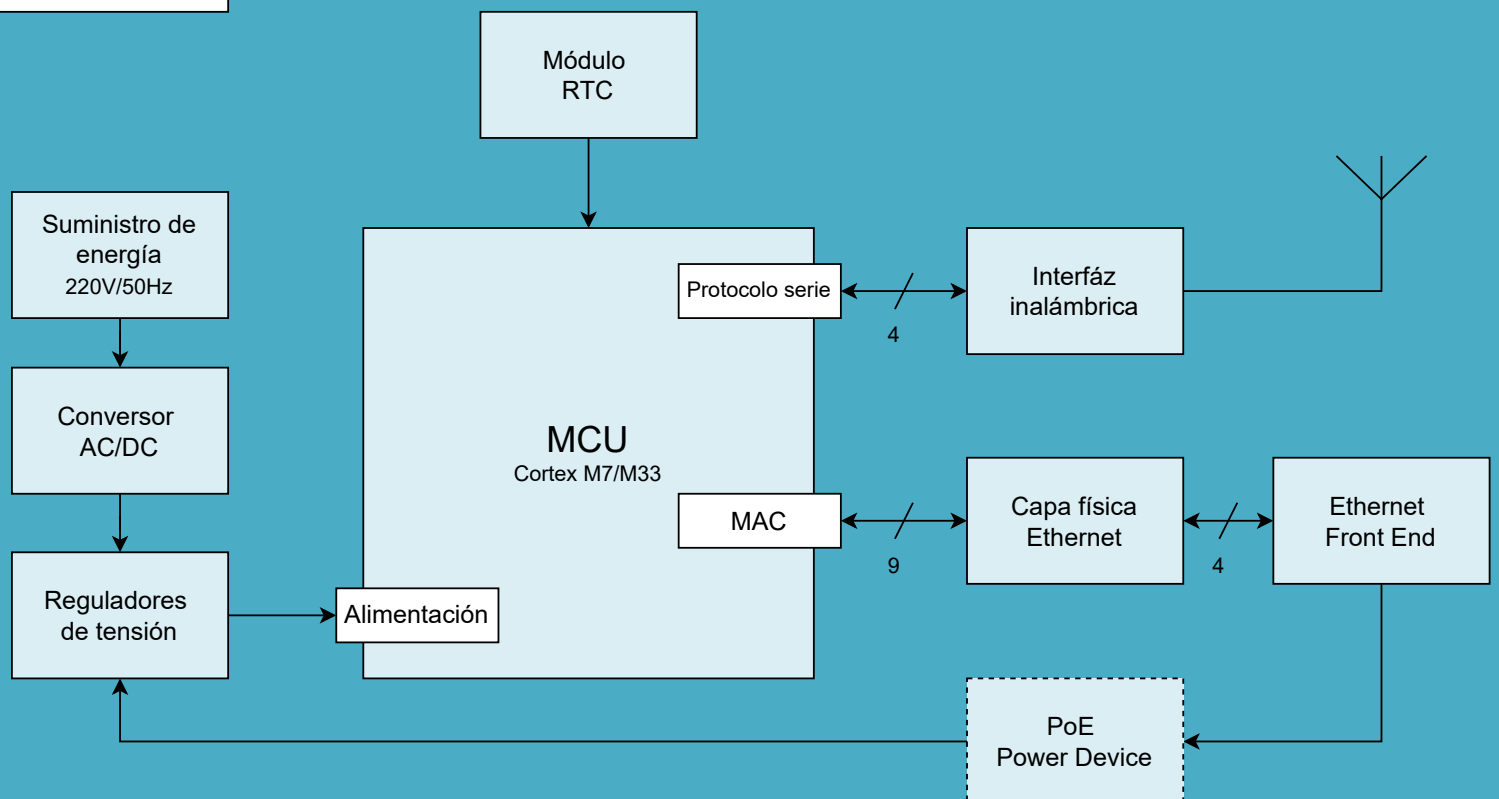 Módulo
RTC
Suministro de
energía
220V/50Hz
Protocolo serie
4
Interfáz
inalámbrica
Conversor
AC/DC
MCU
Cortex M7/M33
MAC
9
Capa física
Ethernet
4
Ethernet
Front End
Reguladores
de tensión
Alimentación
PoE
Power Device